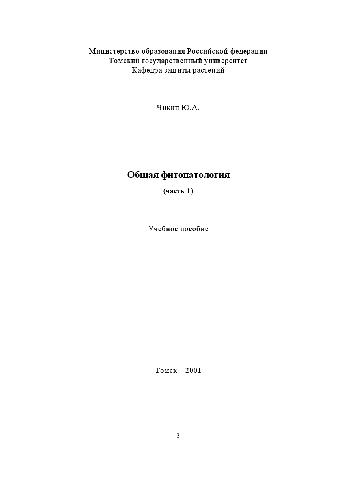 Министерство образования Российской федерации
Томский государственный университет
Кафедра защиты растений
Чикин Ю.А.
Общая фитопатология
(часть 1)
Учебное пособие
Томск – 2001
3